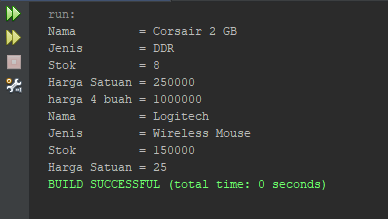 run:
Nama         = Corsair 2 GB
Jenis        = DDR
Stok         = 8
Harga Satuan = 250000
harga 4 buah = 1000000
Nama         = Logitech
Jenis        = Wireless Mouse
Stok         = 150000
Harga Satuan = 25
BUILD SUCCESSFUL (total time: 0 seconds)